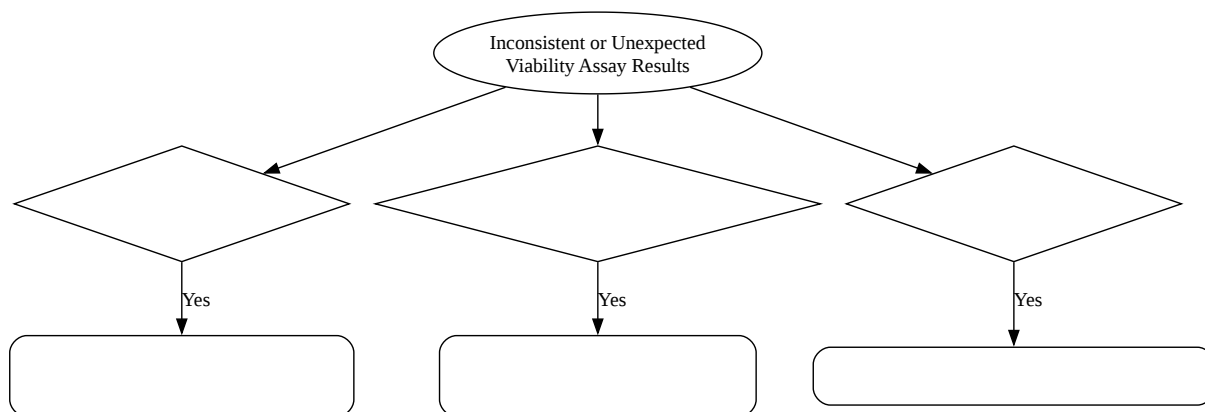 Inconsistent or Unexpected
Viability Assay Results
Yes
Yes
Yes